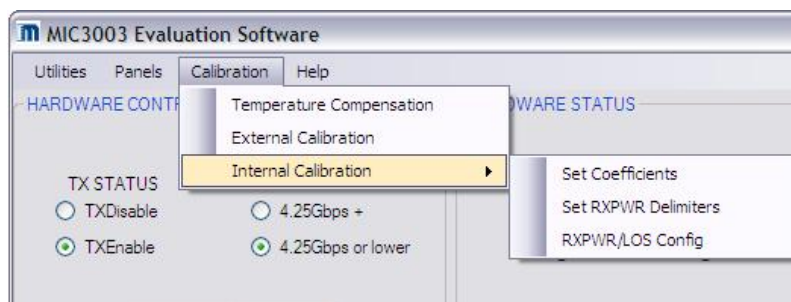 MIC3003 Evaluation Software
Utilities Panels Calibration Help
HARDWARE CONTR
Temperature Compensation
External Calibration
Internal Calibration
WARE STATUS
Set Coefficients
Set RXPWR Delimiters
RXPWR/LOS Config
TX STATUS
TXDisable
4.25Gbps +
TXEnable
4.25Gbps or lower